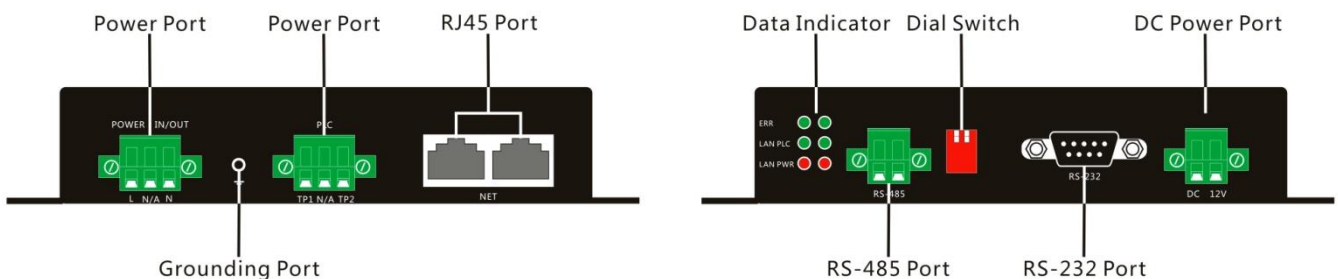 Power Port Power Port RJ45 Port Data Indicator Dial Switch DC Power Port
POWER IN/OUT PLC
L N/A N TP1 N/A TP2 NET
ERR
LAN PLC
LAN PWR
RS-485 RS-232 DC 12V
Grounding Port RS-485 Port RS-232 Port